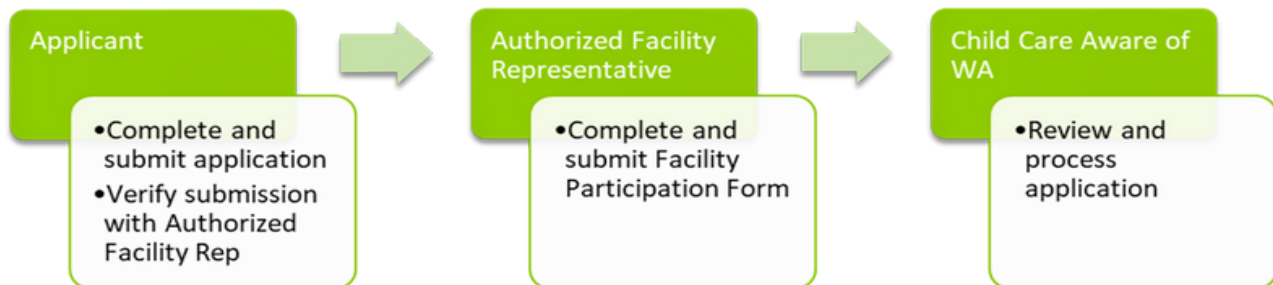 Applicant
•Complete and
submit application
•Verify submission
with Authorized
Facility Rep
Authorized Facility
Representative
•Complete and
submit Facility
Participation Form
Child Care Aware of
WA
•Review and
process
application